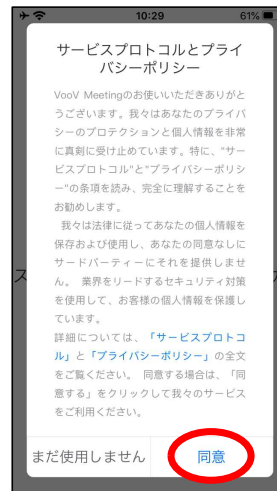 10:29
61%
サービスプロトコルとプライ
バシーポリシー
VooV Meetingのお使いいただきありがと
うございます。我々はあなたのプライバ
シーのプロテクションと個人情報を非常
に真剣に受け止めています。特に、"サー
ビスプロトコル"と"プライバシーポリシ
ー"の条項を読み、完全に理解することを
お勧めします。
我々は法律に従ってあなたの個人情報を
保存および使用し、あなたの同意なしに
サードパーティーにそれを提供しませ
ん。 業界をリードするセキュリティ対策
を使用して、お客様の個人情報を保護し
ています。
詳細については、「サービスプロトコ
ル」と「プライバシーポリシー」の全文
をご覧ください。 同意する場合は、「同
意する」をクリックして我々のサービス
をご利用ください。
まだ使用しません
同意